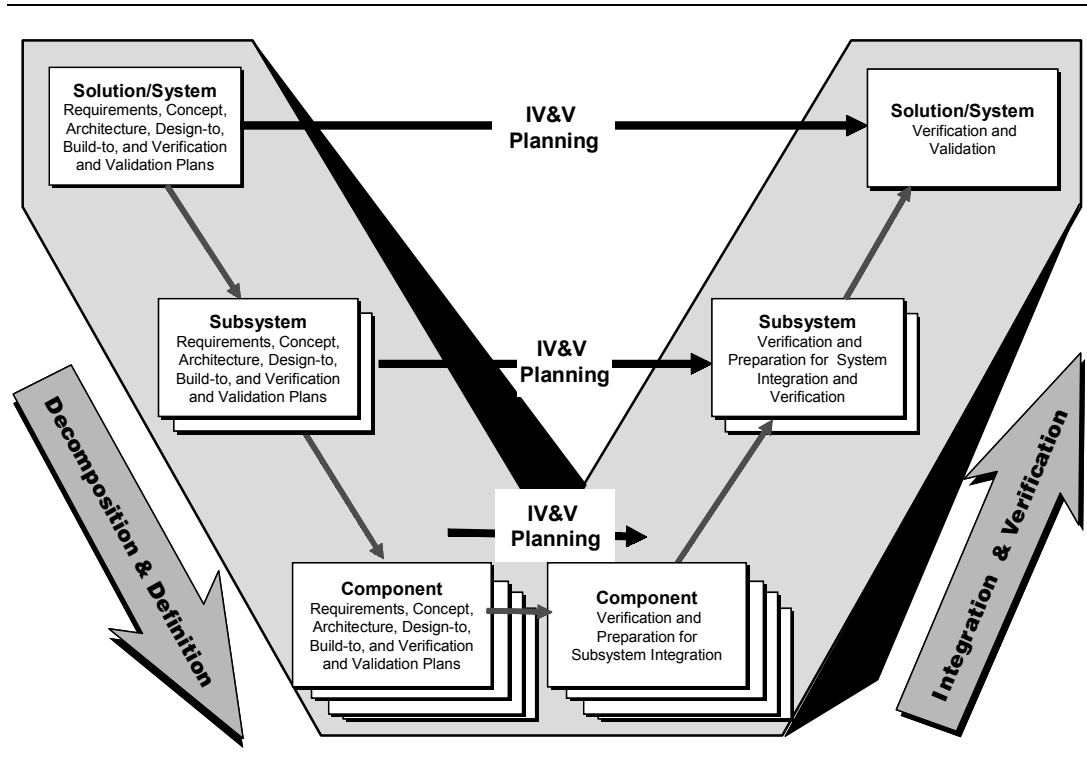 Solution/System
Requirements, Concept,
Architecture, Design-to,
Build-to, and Verification
and Validation Plans
IV&V
Planning
Solution/System
Verification and
Validation
Subsystem
Requirements, Concept,
Architecture, Design-to,
Build-to, and Verification
and Validation Plans
IV&V
Planning
Subsystem
Verification and
Preparation for System
Integration and
Verification
Decomposition & Definition
Integration & Verification
IV&V
Planning
Component
Requirements, Concept,
Architecture, Design-to,
Build-to, and Verification
and Validation Plans
Component
Verification and
Preparation for
Subsystem Integration